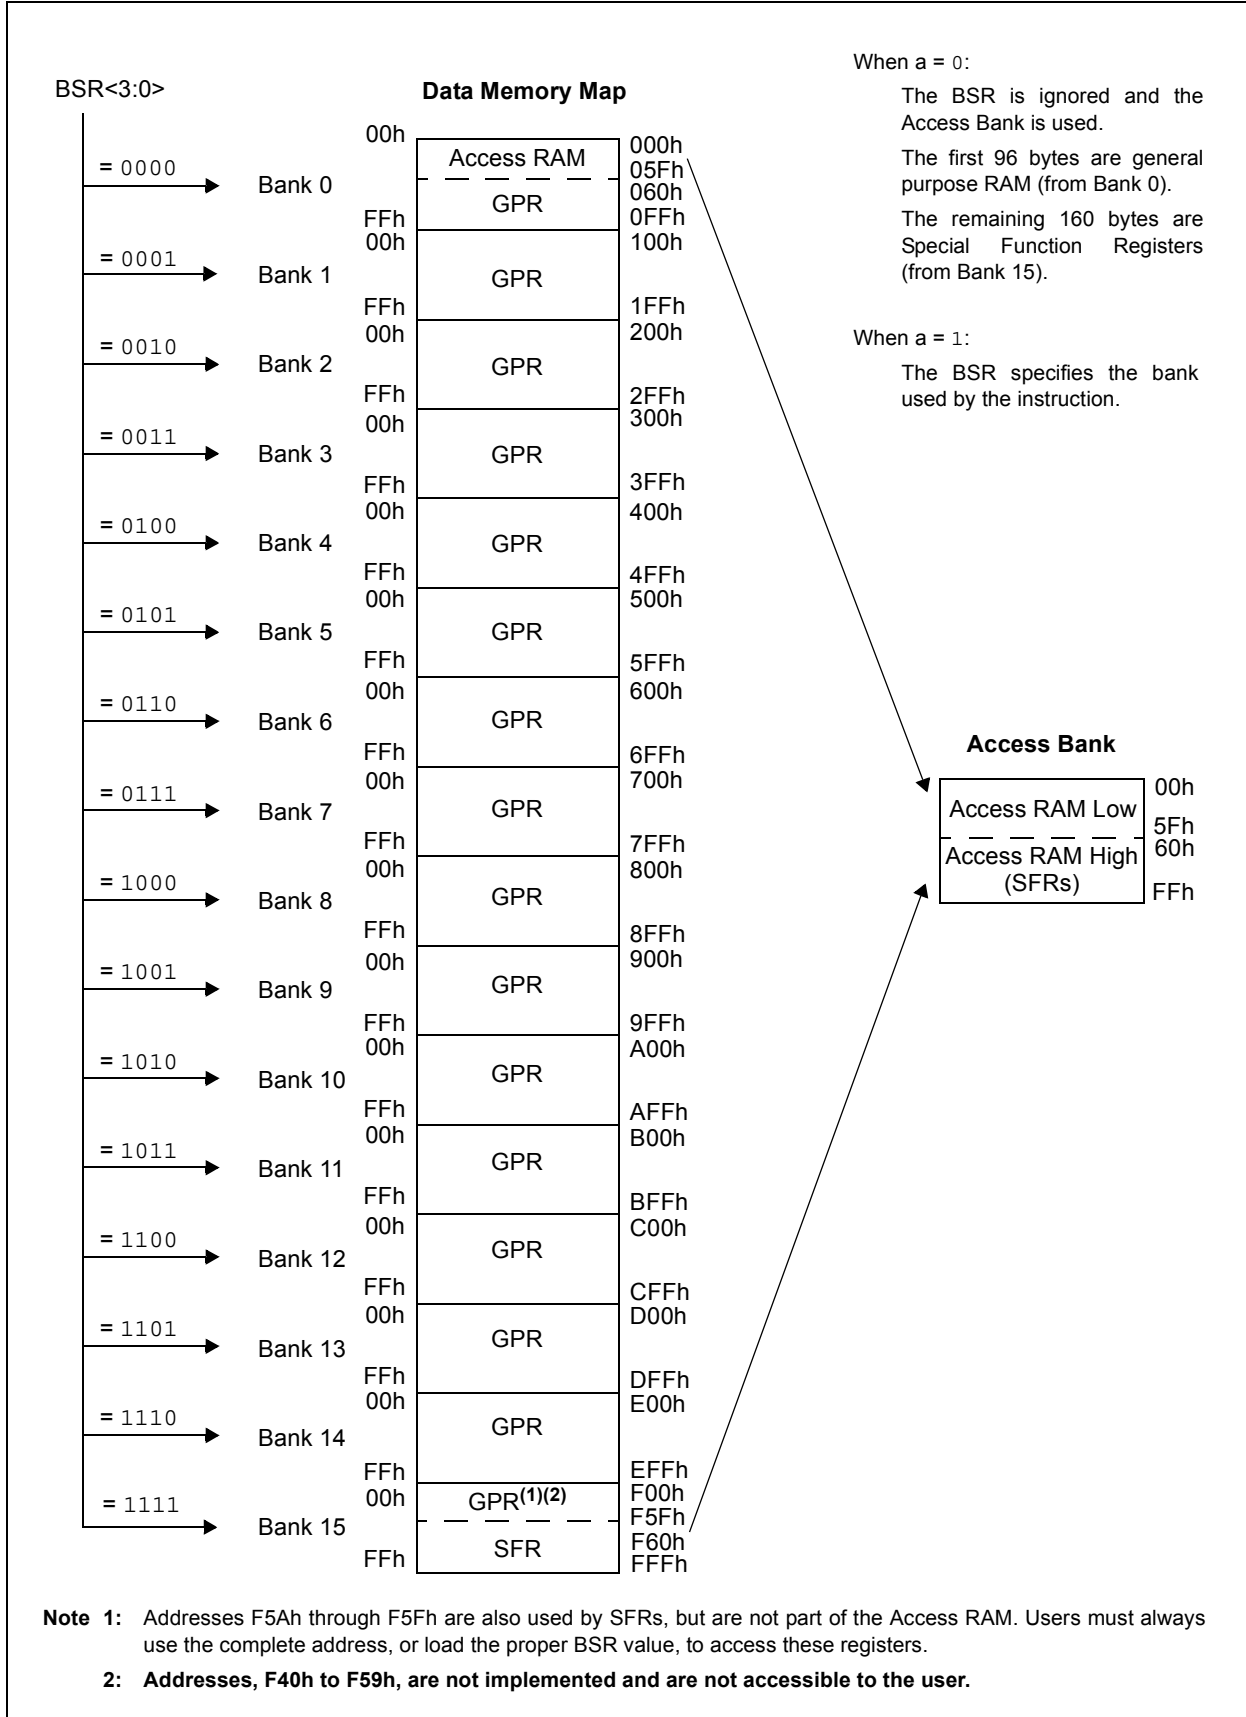 BSR<3:0>
Data Memory Map
When a = 0:
The BSR is ignored and the
Access Bank is used.
The first 96 bytes are general
purpose RAM (from Bank 0).
The remaining 160 bytes are
Special Function Registers
(from Bank 15).
When a = 1:
The BSR specifies the bank
used by the instruction.
= 0000
Bank 0
00h
FFh
Access RAM
GPR
000h
05Fh
060h
0FFh
= 0001
Bank 1
00h
FFh
GPR
100h
1FFh
= 0010
Bank 2
00h
FFh
GPR
200h
2FFh
= 0011
Bank 3
00h
FFh
GPR
300h
3FFh
= 0100
Bank 4
00h
FFh
GPR
400h
4FFh
= 0101
Bank 5
00h
FFh
GPR
500h
5FFh
= 0110
Bank 6
00h
FFh
GPR
600h
6FFh
= 0111
Bank 7
00h
FFh
GPR
700h
7FFh
= 1000
Bank 8
00h
FFh
GPR
800h
8FFh
= 1001
Bank 9
00h
FFh
GPR
900h
9FFh
= 1010
Bank 10
00h
FFh
GPR
A00h
AFFh
= 1011
Bank 11
00h
FFh
GPR
B00h
BFFh
= 1100
Bank 12
00h
FFh
GPR
C00h
CFFh
= 1101
Bank 13
00h
FFh
GPR
D00h
DFFh
= 1110
Bank 14
00h
FFh
GPR
E00h
EFFh
= 1111
Bank 15
00h
FFh
GPR(1)(2)
SFR
F00h
F5Fh
F60h
FFFh
Access Bank
Access RAM Low
00h
5Fh
Access RAM High
(SFRs)
60h
FFh
Note 1: Addresses F5Ah through F5Fh are also used by SFRs, but are not part of the Access RAM. Users must always
use the complete address, or load the proper BSR value, to access these registers.
2: Addresses, F40h to F59h, are not implemented and are not accessible to the user.